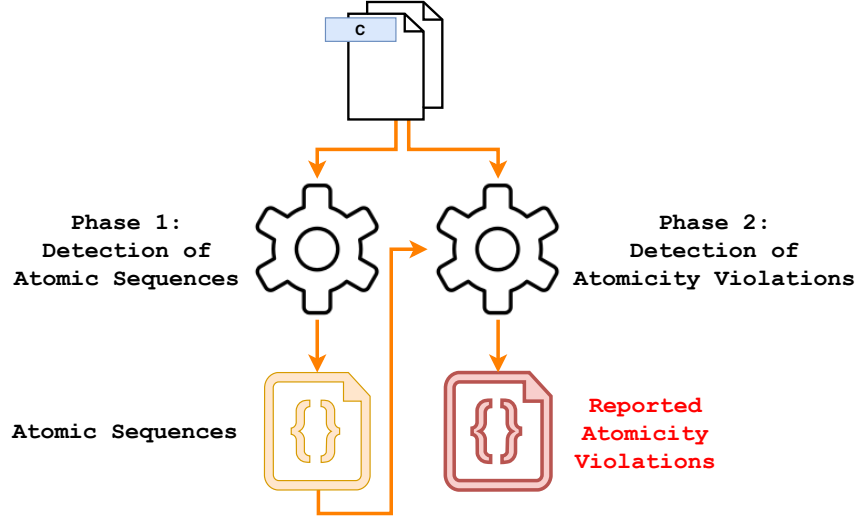 C
Phase 1:
Detection of
Atomic Sequences
Phase 2:
Detection of
Atomicity Violations
Atomic Sequences
{}
{}
Reported
Atomicity
Violations